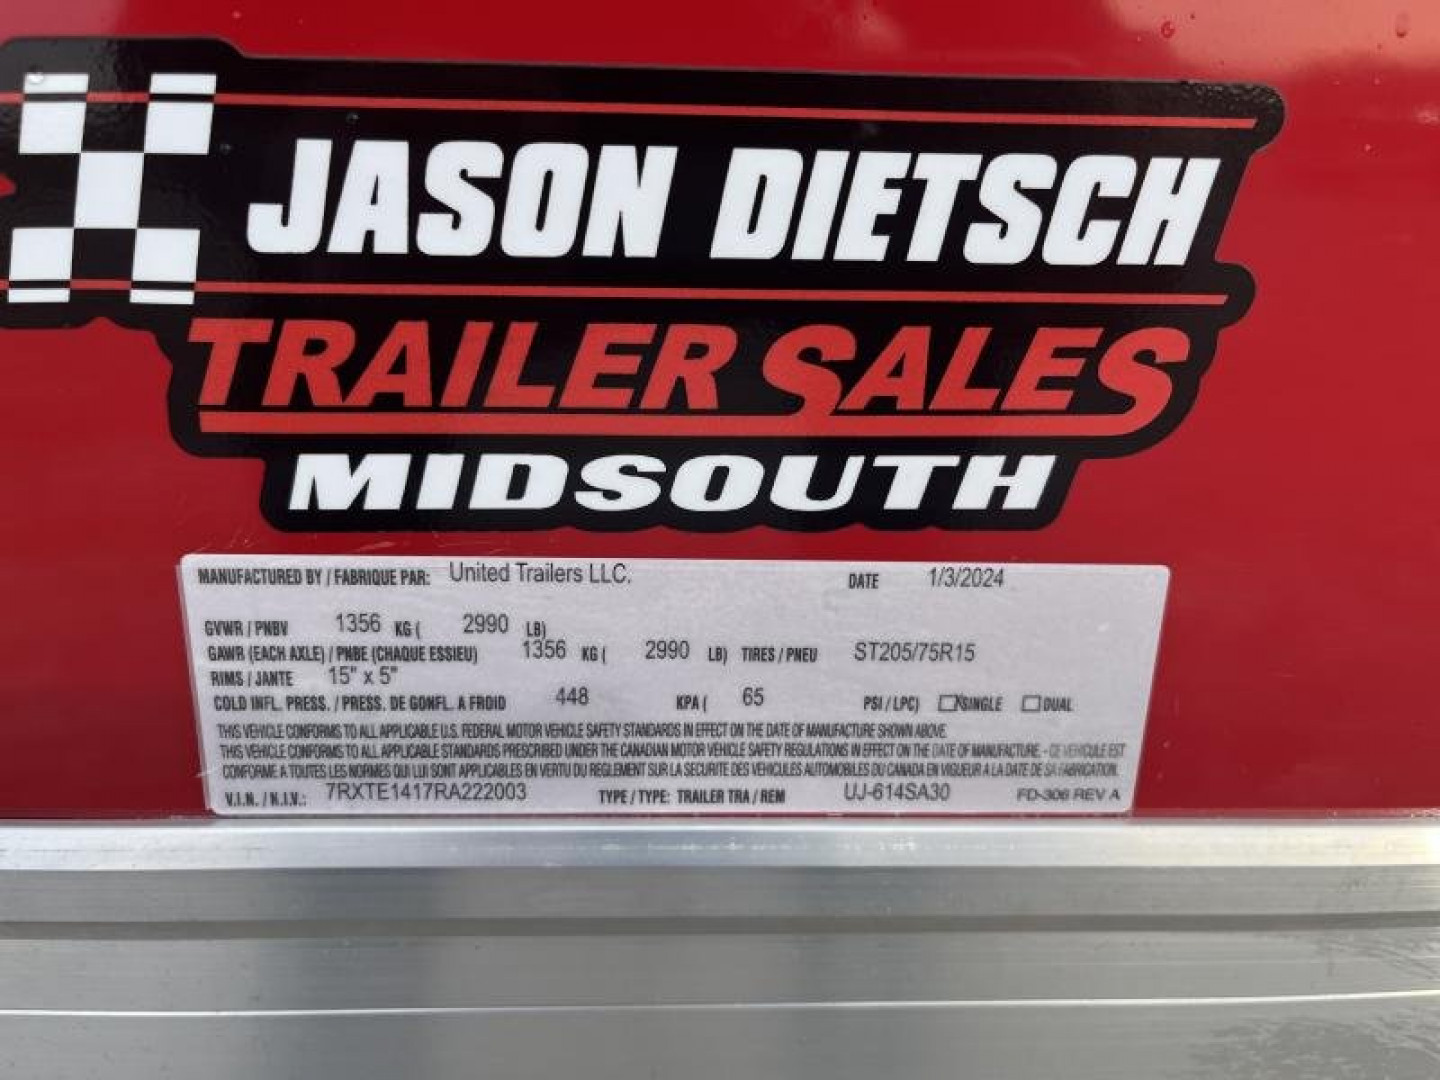 JASON DIETSCH
TRAILER SALES
MIDSOUTH
MANUFACTURED BY / FABRIQUE PAR: United Trailers LLC. DATE 1/3/2024
GVWR / PNBV 1356 KG ( 2990 LB)
GAWR (EACH AXLE) / PNBE (CHAQUE ESSIEU) 1356 KG ( 2990 LB) TIRES / PNEU ST205/75R15
RIMS / JANTE 15" x 5"
COLD INFL. PRESS. / PRESS. DE GONFL. A FROID 448 KPA ( 65 PSI / LPC) X SINGLE DUAL
THIS VEHICLE CONFORMS TO ALL APPLICABLE U.S. FEDERAL MOTOR VEHICLE SAFETY STANDARDS IN EFFECT ON THE DATE OF MANUFACTURE SHOWN ABOVE.
THIS VEHICLE CONFORMS TO ALL APPLICABLE STANDARDS PRESCRIBED UNDER THE CANADIAN MOTOR VEHICLE SAFETY REGULATIONS IN EFFECT ON THE DATE OF MANUFACTURE. - CE VEHICULE EST
CONFORME A TOUTES LES NORMES QUI LUI SONT APPLICABLES EN VERTU DU REGLEMENT SUR LA SECURITE DES VEHICULES AUTOMOBILES DU CANADA EN VIGUEUR A LA DATE DE SA FABRICATION.
V.I.N. / N.I.V.: 7RXTE1417RA222003 TYPE / TYPE: TRAILER TRA / REM UJ-614SA30 FD-306 REV A